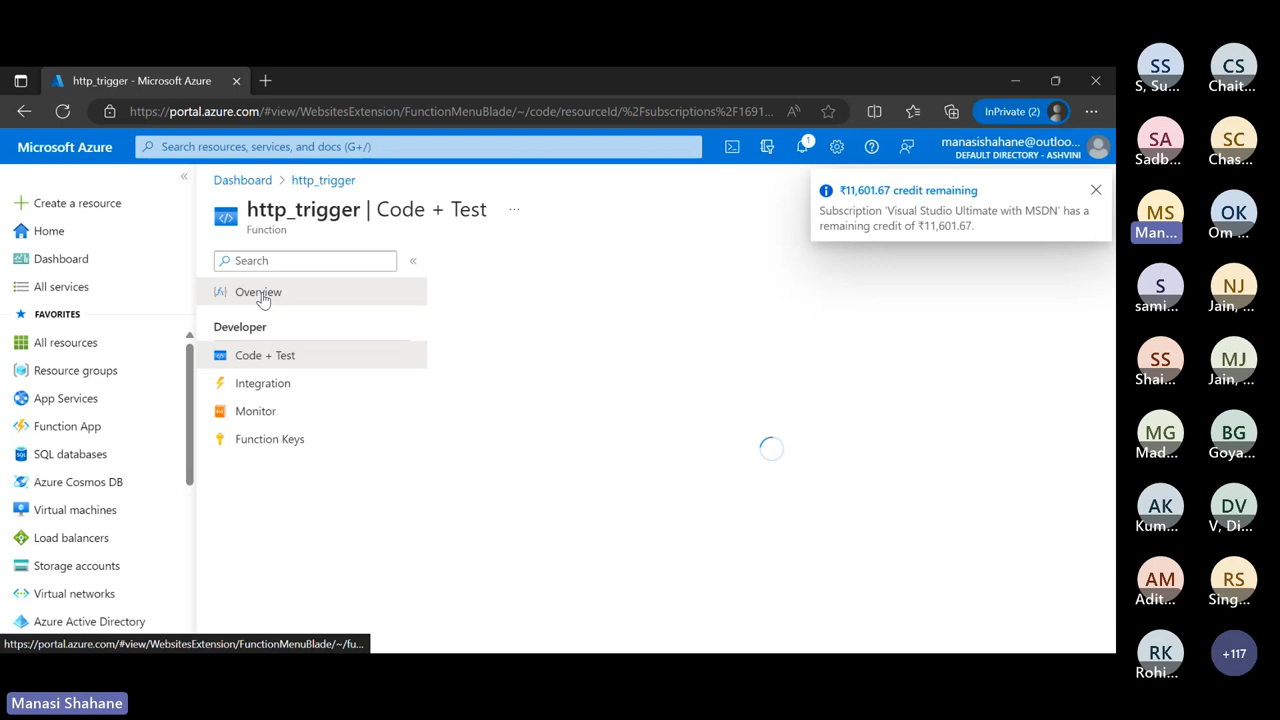 http_trigger - Microsoft Azure
https://portal.azure.com/#view/WebsitesExtension/FunctionMenuBlade/~/code/resourceId/%2Fsubscriptions%2F1691...
InPrivate (2)
Microsoft Azure
Search resources, services, and docs (G+/)
1
manasishahane@outloo...
DEFAULT DIRECTORY - ASHVINI
Create a resource
Home
Dashboard
All services
FAVORITES
All resources
Resource groups
App Services
Function App
SQL databases
Azure Cosmos DB
Virtual machines
Load balancers
Storage accounts
Virtual networks
Azure Active Directory
https://portal.azure.com/#view/WebsitesExtension/FunctionMenuBlade/~/fu...
Dashboard > http_trigger
http_trigger | Code + Test ...
Function
Search
Overview
Developer
Code + Test
Integration
Monitor
Function Keys
₹11,601.67 credit remaining
Subscription 'Visual Studio Ultimate with MSDN' has a
remaining credit of ₹11,601.67.
SS
S, Su...
CS
Chait...
SA
Sadb...
SC
Chas...
MS
Man...
OK
Om ...
S
sami...
NJ
Jain, ...
SS
Shai...
MJ
Jain, ...
MG
Mad...
BG
Goya...
AK
Kum...
DV
V, Di...
AM
Adit...
RS
Sing...
RK
Rohi...
+117
Manasi Shahane